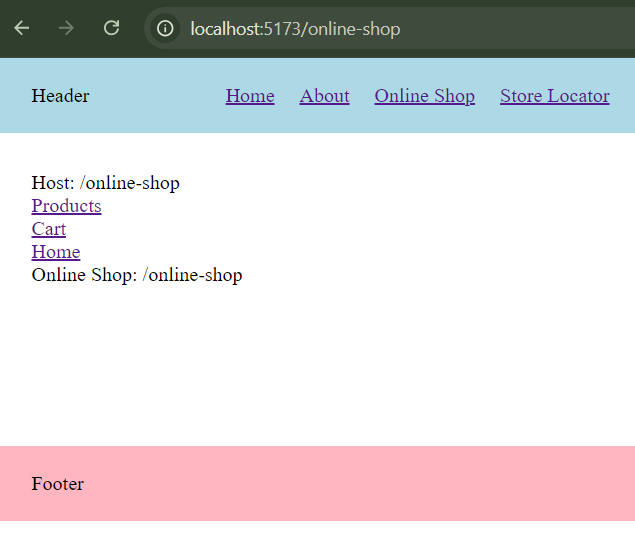 localhost:5173/online-shop
Header Home About Online Shop Store Locator
Host: /online-shop
Products
Cart
Home
Online Shop: /online-shop
Footer